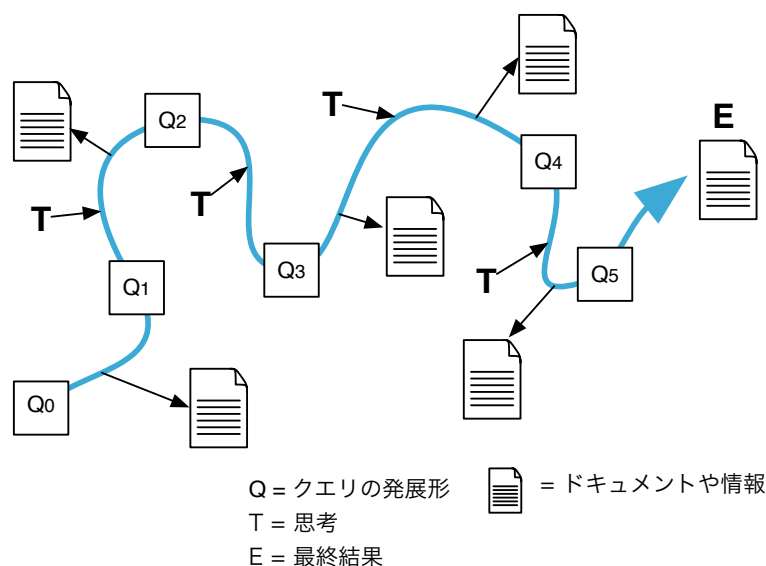 T
E
Q2
Q4
T
T
Q3
Q5
Q1
T
Q0
Q = クエリの発展形
= ドキュメントや情報
T = 思考
E = 最終結果